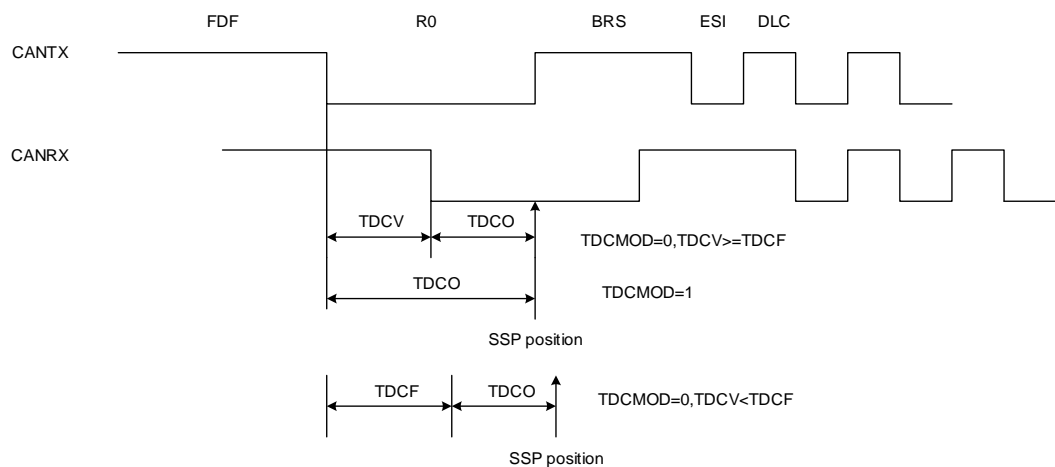 FDF R0 BRS ESI DLC
CANTX
CANRX
TDCV TDCO
TDCMOD=0,TDCV>=TDCF
TDCO
TDCMOD=1
SSP position
TDCF TDCO
TDCMOD=0,TDCV<TDCF
SSP position